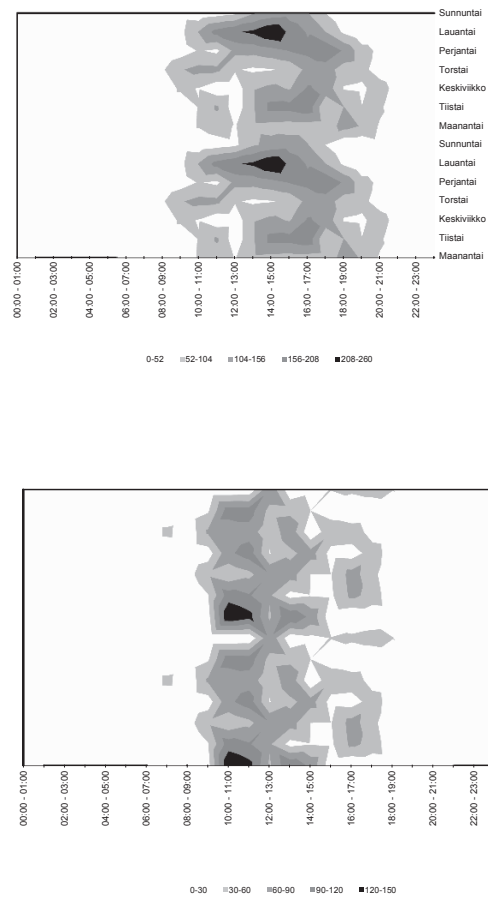 Sunnuntai
Lauantai
Perjantai
Torstai
Keskiviikko
Tiistai
Maanantai
Sunnuntai
Lauantai
Perjantai
Torstai
Keskiviikko
Tiistai
Maanantai
00:00 - 01:00
02:00 - 03:00
04:00 - 05:00
06:00 - 07:00
08:00 - 09:00
10:00 - 11:00
12:00 - 13:00
14:00 - 15:00
16:00 - 17:00
18:00 - 19:00
20:00 - 21:00
22:00 - 23:00
0-52 52-104 104-156 156-208 208-260
00:00 - 01:00
02:00 - 03:00
04:00 - 05:00
06:00 - 07:00
08:00 - 09:00
10:00 - 11:00
12:00 - 13:00
14:00 - 15:00
16:00 - 17:00
18:00 - 19:00
20:00 - 21:00
22:00 - 23:00
0-30 30-60 60-90 90-120 120-150